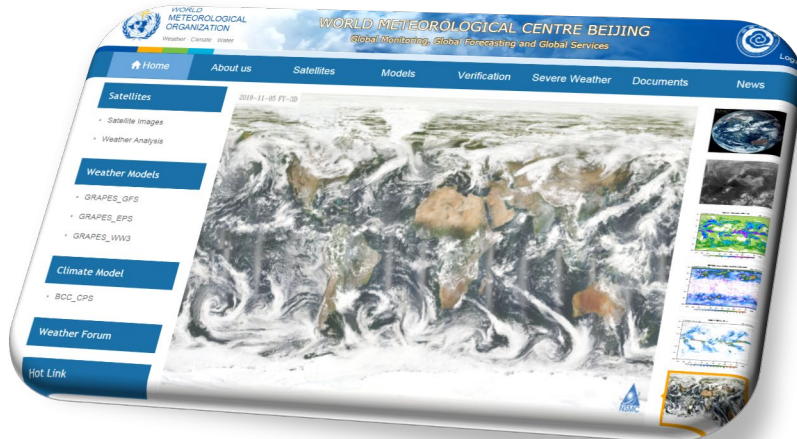 WORLD
METEOROLOGICAL
ORGANIZATION
Weather · Climate · Water
WORLD METEOROLOGICAL CENTRE BEIJING
Global Monitoring, Global Forecasting and Global Services
Home
About us
Satellites
Models
Verification
Severe Weather
Documents
News
Satellites
Satellite Images
Weather Analysis
Weather Models
GRAPES_GFS
GRAPES_EPS
GRAPES_WW3
Climate Model
BCC_CPS
Weather Forum
Hot Link
2019-11-05 FY-3D
NSMC